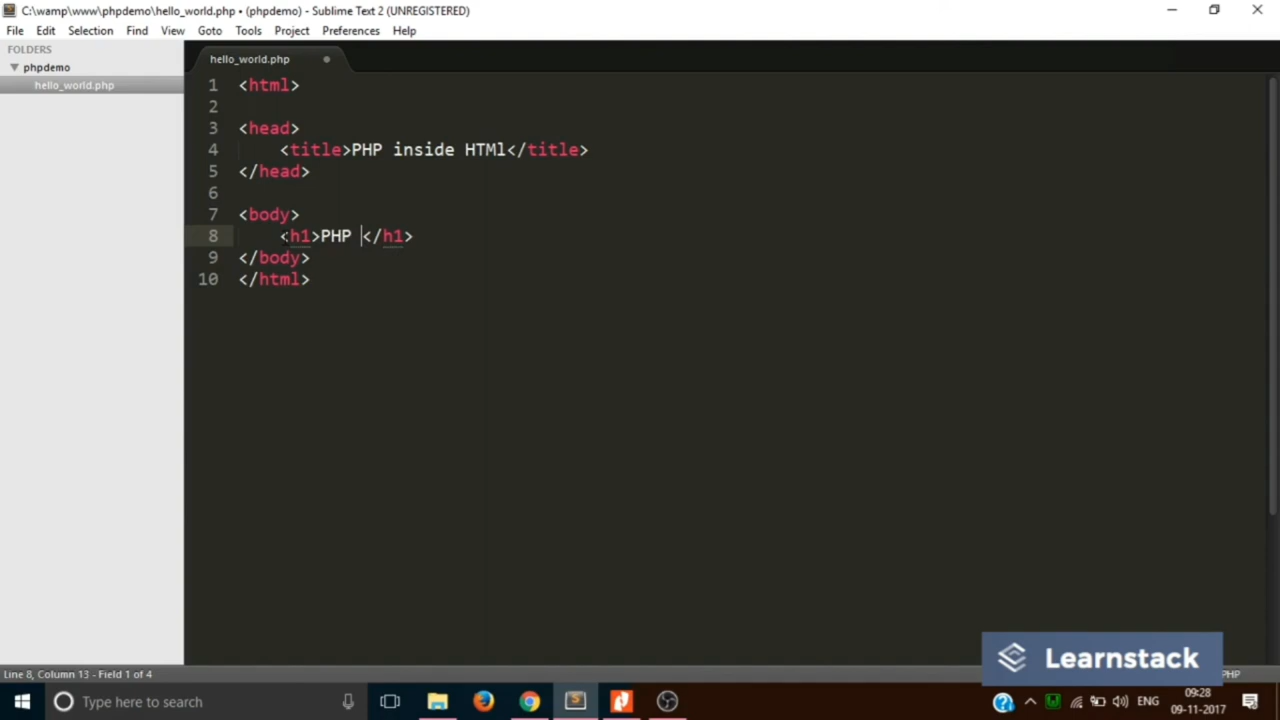 C:\wamp\www\phpdemo\hello_world.php • (phpdemo) - Sublime Text 2 (UNREGISTERED)
File Edit Selection Find View Goto Tools Project Preferences Help
FOLDERS
phpdemo
hello_world.php
hello_world.php
1 <html>
2
3 <head>
4 <title>PHP inside HTMl</title>
5 </head>
6
7 <body>
8 <h1>PHP </h1>
9 </body>
10 </html>
Learnstack
Line 8, Column 13 - Field 1 of 4
PHP
Type here to search
ENG
09:28
09-11-2017